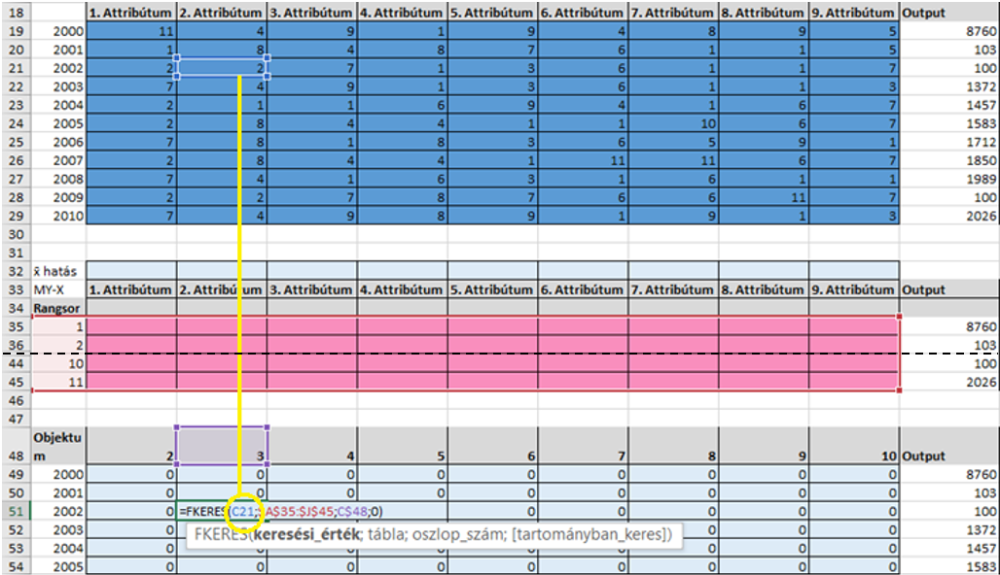 18 1. Attribútum 2. Attribútum 3. Attribútum 4. Attribútum 5. Attribútum 6. Attribútum 7. Attribútum 8. Attribútum 9. Attribútum Output
19 2000 11 4 9 1 9 4 8 9 5 8760
20 2001 1 8 4 8 7 6 1 1 5 103
21 2002 2 2 7 1 3 6 1 1 7 100
22 2003 7 4 9 1 3 6 1 1 3 1372
23 2004 2 1 1 6 9 4 1 6 7 1457
24 2005 2 8 4 4 1 1 10 6 7 1583
25 2006 7 8 1 8 3 6 5 9 1 1712
26 2007 2 8 4 4 1 11 11 6 7 1850
27 2008 7 4 1 6 3 1 6 1 1 1989
28 2009 2 2 7 8 7 6 6 11 7 100
29 2010 7 4 9 8 9 1 9 1 3 2026
30
31
32 x̄ hatás
33 MY-X 1. Attribútum 2. Attribútum 3. Attribútum 4. Attribútum 5. Attribútum 6. Attribútum 7. Attribútum 8. Attribútum 9. Attribútum Output
34 Rangsor
35 1 8760
36 2 103
44 10 100
45 11 2026
46
47
Objektu
48 m 2 3 4 5 6 7 8 9 10 Output
49 2000 0 0 0 0 0 0 0 0 0 8760
50 2001 0 0 0 0 0 0 0 0 0 103
51 2002 0 =FKERES(C21;$A$35:$J$45;C$48;0) 0 0 0 0 0 100
52 2003 0 FKERES(keresési_érték; tábla; oszlop_szám; [tartományban_keres]) 0 0 1372
53 2004 0 0 0 0 0 0 0 0 0 1457
54 2005 0 0 0 0 0 0 0 0 0 1583